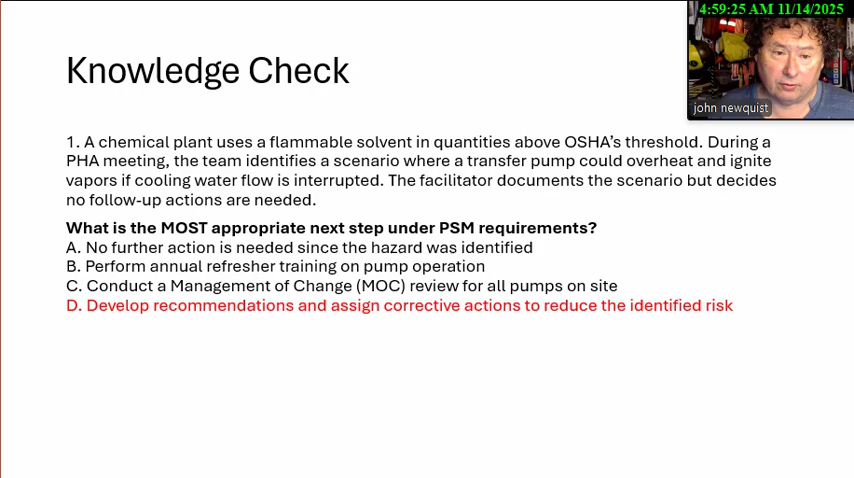 4:59:25 AM 11/14/2025
Knowledge Check
john newquist
1. A chemical plant uses a flammable solvent in quantities above OSHA's threshold. During a
PHA meeting, the team identifies a scenario where a transfer pump could overheat and ignite
vapors if cooling water flow is interrupted. The facilitator documents the scenario but decides
no follow-up actions are needed.
What is the MOST appropriate next step under PSM requirements?
A. No further action is needed since the hazard was identified
B. Perform annual refresher training on pump operation
C. Conduct a Management of Change (MOC) review for all pumps on site
D. Develop recommendations and assign corrective actions to reduce the identified risk